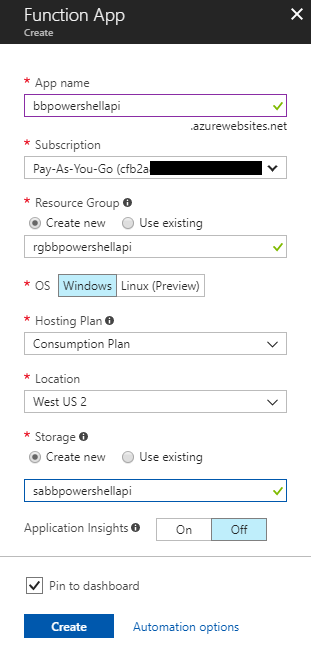 Function App
Create
* App name
bbpowershellapi
.azurewebsites.net
* Subscription
Pay-As-You-Go (cfb2a
* Resource Group
Create new Use existing
rgbbpowershellapi
* OS Windows Linux (Preview)
* Hosting Plan
Consumption Plan
* Location
West US 2
* Storage
Create new Use existing
sabbpowershellapi
Application Insights On Off
Pin to dashboard
Create Automation options